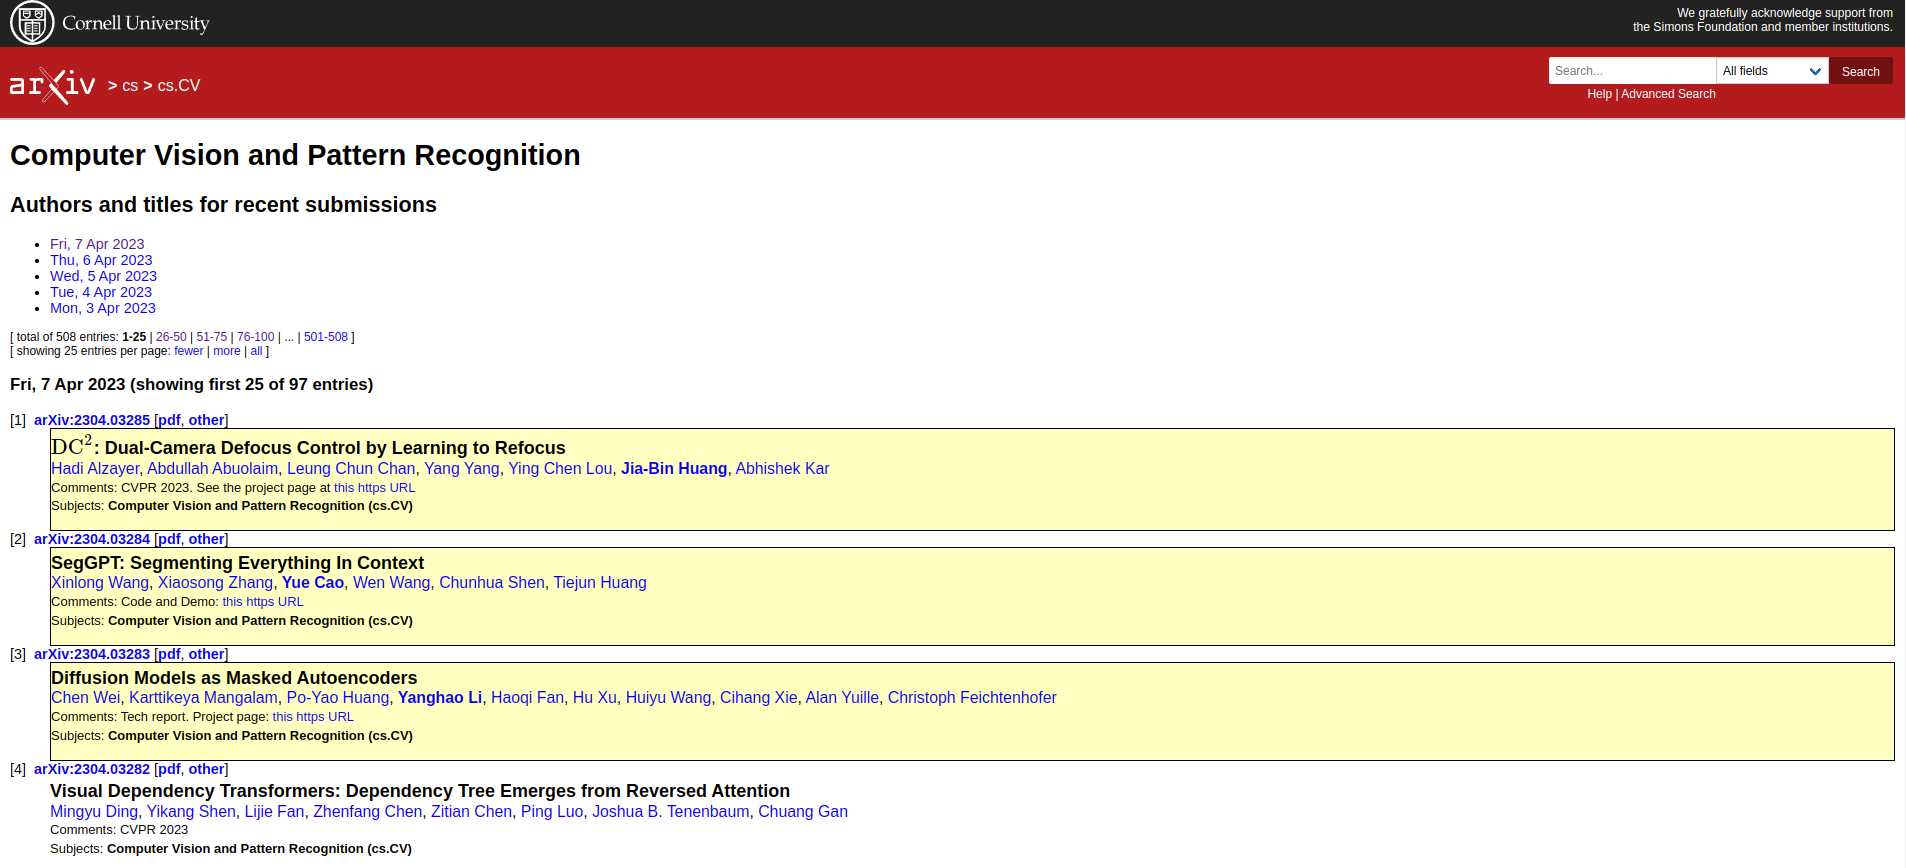 Cornell University
We gratefully acknowledge support from
the Simons Foundation and member institutions.
arXiv > cs > cs.CV
Search...
All fields
Search
Help | Advanced Search
Computer Vision and Pattern Recognition
Authors and titles for recent submissions
• Fri, 7 Apr 2023
• Thu, 6 Apr 2023
• Wed, 5 Apr 2023
• Tue, 4 Apr 2023
• Mon, 3 Apr 2023
[ total of 508 entries: 1-25 | 26-50 | 51-75 | 76-100 | ... | 501-508 ]
[ showing 25 entries per page: fewer | more | all ]
Fri, 7 Apr 2023 (showing first 25 of 97 entries)
[1] arXiv:2304.03285 [pdf, other]
DC²: Dual-Camera Defocus Control by Learning to Refocus
Hadi Alzayer, Abdullah Abuolaim, Leung Chun Chan, Yang Yang, Ying Chen Lou, Jia-Bin Huang, Abhishek Kar
Comments: CVPR 2023. See the project page at this https URL
Subjects: Computer Vision and Pattern Recognition (cs.CV)
[2] arXiv:2304.03284 [pdf, other]
SegGPT: Segmenting Everything In Context
Xinlong Wang, Xiaosong Zhang, Yue Cao, Wen Wang, Chunhua Shen, Tiejun Huang
Comments: Code and Demo: this https URL
Subjects: Computer Vision and Pattern Recognition (cs.CV)
[3] arXiv:2304.03283 [pdf, other]
Diffusion Models as Masked Autoencoders
Chen Wei, Karttikeya Mangalam, Po-Yao Huang, Yanghao Li, Haoqi Fan, Hu Xu, Huiyu Wang, Cihang Xie, Alan Yuille, Christoph Feichtenhofer
Comments: Tech report. Project page: this https URL
Subjects: Computer Vision and Pattern Recognition (cs.CV)
[4] arXiv:2304.03282 [pdf, other]
Visual Dependency Transformers: Dependency Tree Emerges from Reversed Attention
Mingyu Ding, Yikang Shen, Lijie Fan, Zhenfang Chen, Zitian Chen, Ping Luo, Joshua B. Tenenbaum, Chuang Gan
Comments: CVPR 2023
Subjects: Computer Vision and Pattern Recognition (cs.CV)